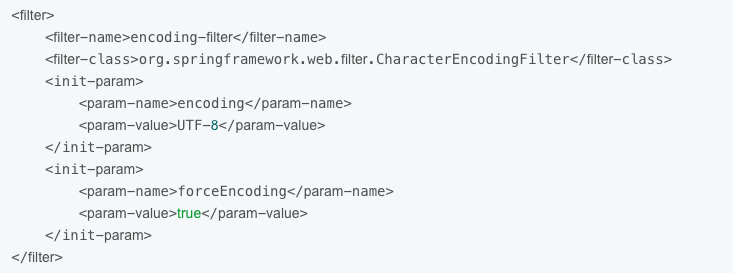 <filter>
<filter-name>encoding-filter</filter-name>
<filter-class>org.springframework.web.filter.CharacterEncodingFilter</filter-class>
<init-param>
<param-name>encoding</param-name>
<param-value>UTF-8</param-value>
</init-param>
<init-param>
<param-name>forceEncoding</param-name>
<param-value>true</param-value>
</init-param>
</filter>